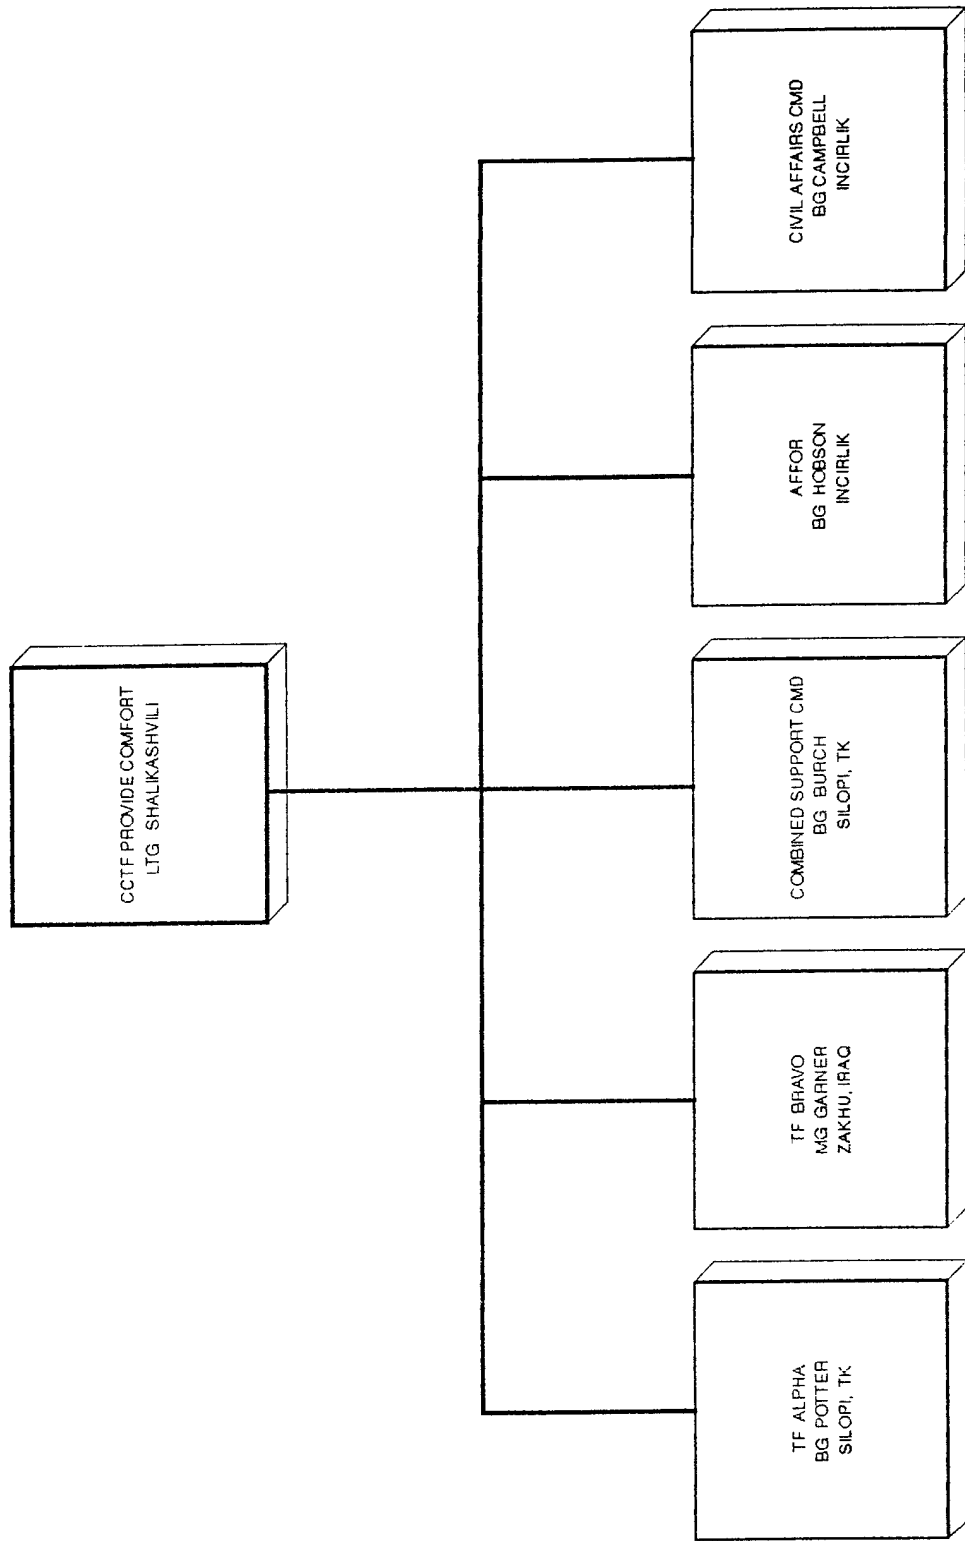 CCTF PROVIDE COMFORT
LTG SHALIKASHVILI
TF ALPHA
BG POTTER
SILOPI, TK
TF BRAVO
MG GARNER
ZAKHU, IRAQ
COMBINED SUPPORT CMD
BG BURCH
SILOPI, TK
AFFOR
BG HOBSON
INCIRLIK
CIVIL AFFAIRS CMD
BG CAMPBELL
INCIRLIK